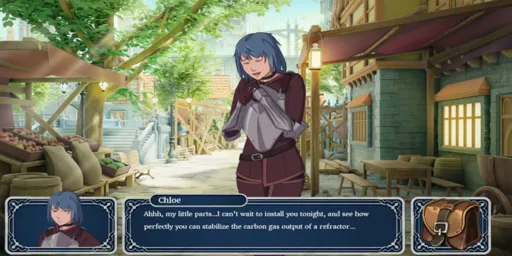 Chloe
Ahhh, my little parts...I can't wait to install you tonight, and see how
perfectly you can stabilize the carbon gas output of a refractor...